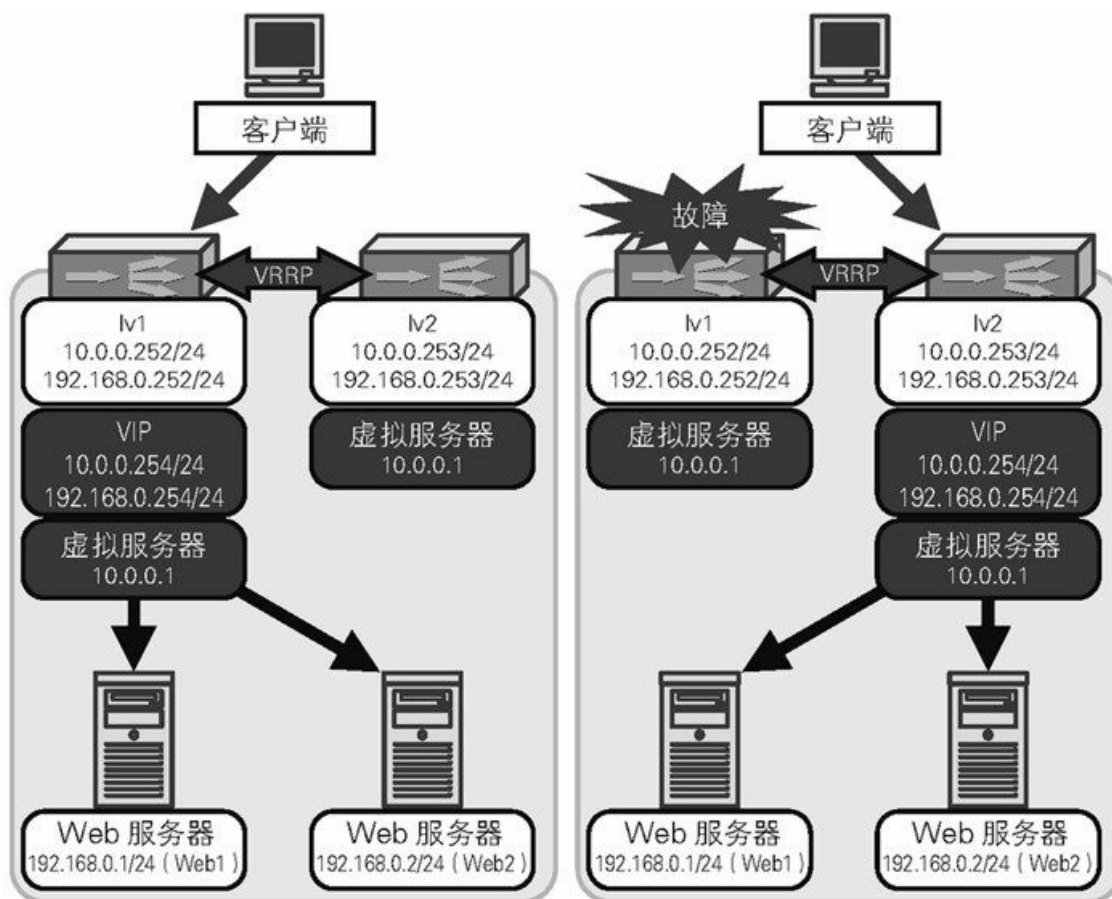 客户端
VRRP
lv1
10.0.0.252/24
192.168.0.252/24
lv2
10.0.0.253/24
192.168.0.253/24
VIP
10.0.0.254/24
192.168.0.254/24
虚拟服务器
10.0.0.1
虚拟服务器
10.0.0.1
Web 服务器
192.168.0.1/24(Web1)
Web 服务器
192.168.0.2/24(Web2)
客户端
故障
VRRP
lv1
10.0.0.252/24
192.168.0.252/24
lv2
10.0.0.253/24
192.168.0.253/24
虚拟服务器
10.0.0.1
VIP
10.0.0.254/24
192.168.0.254/24
虚拟服务器
10.0.0.1
Web 服务器
192.168.0.1/24(Web1)
Web 服务器
192.168.0.2/24(Web2)